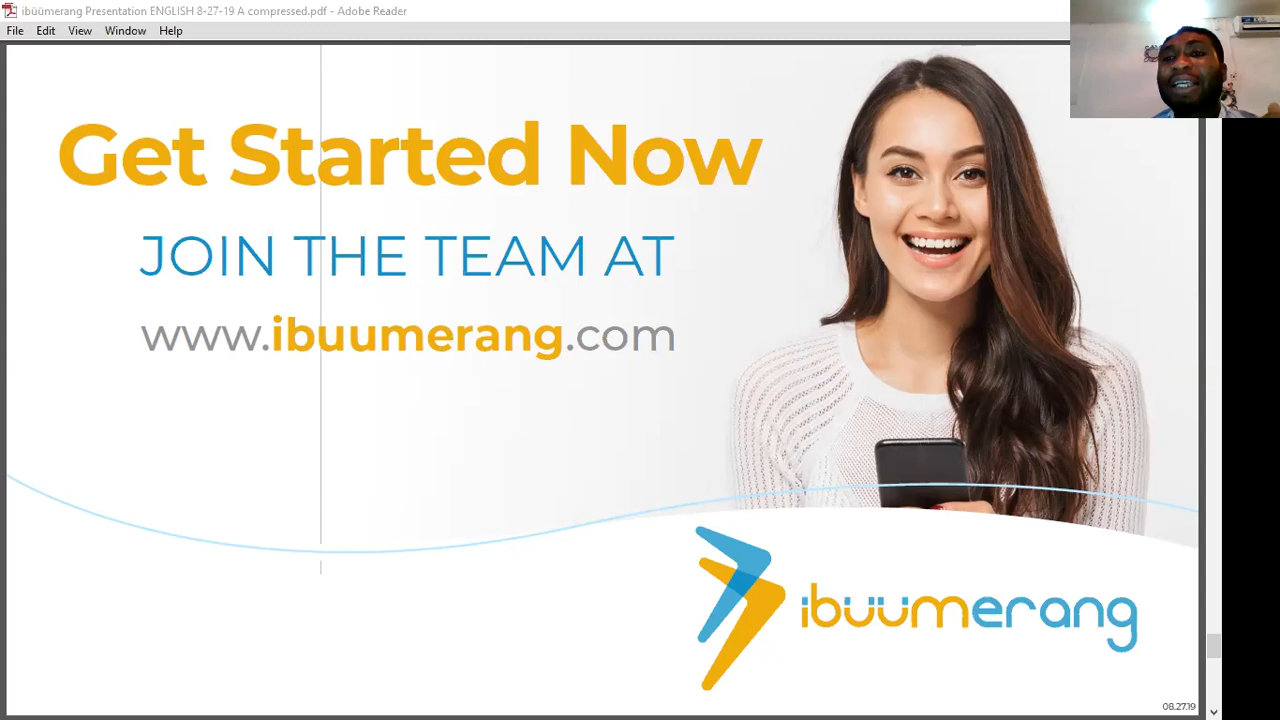 ibüümerang Presentation ENGLISH 8-27-19 A compressed.pdf - Adobe Reader
File Edit View Window Help
Get Started Now
JOIN THE TEAM AT
www.ibuumerang.com
ibüümerang
08.27.19